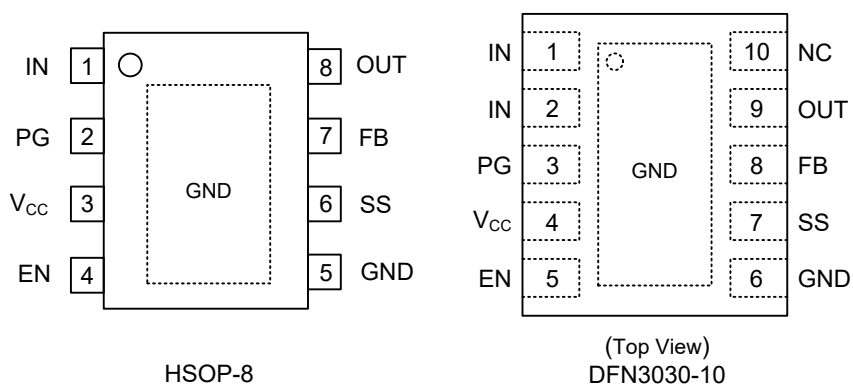 IN 1 8 OUT
PG 2 7 FB
VCC 3 6 SS
EN 4 5 GND
GND
HSOP-8
IN 1 10 NC
IN 2 9 OUT
PG 3 8 FB
VCC 4 7 SS
EN 5 6 GND
GND
(Top View)
DFN3030-10